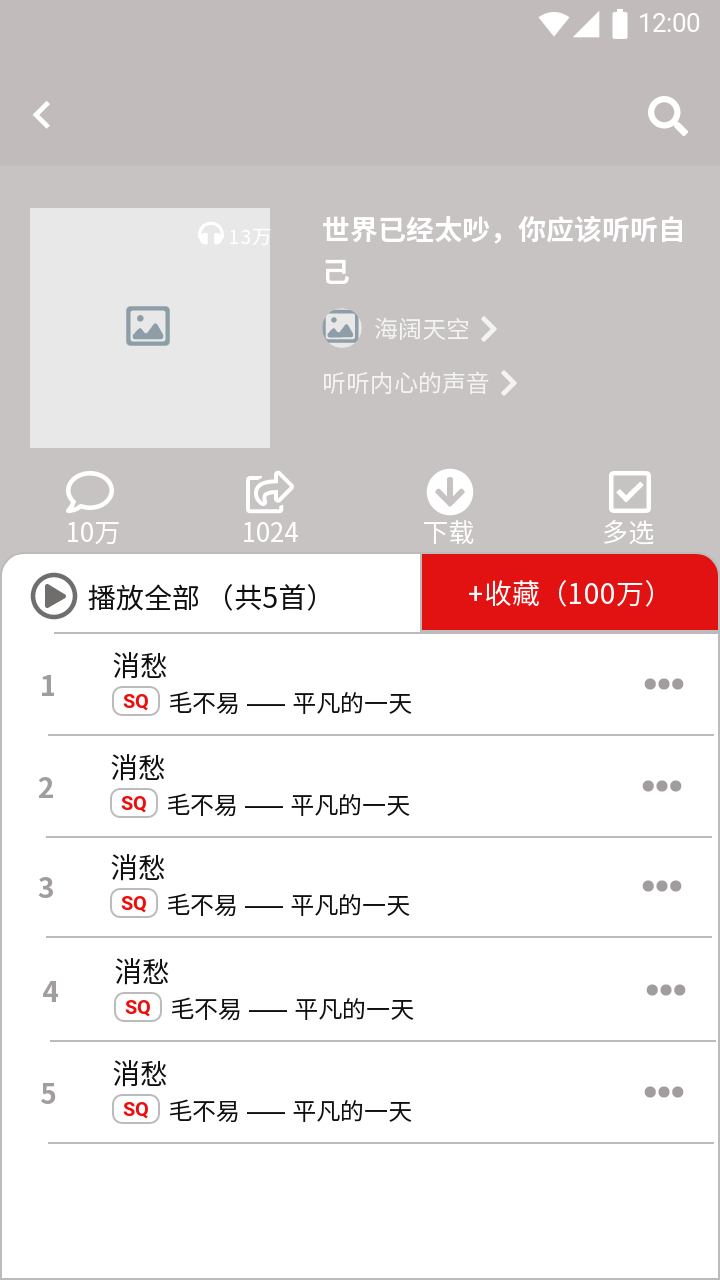 12:00
13万
世界已经太吵，你应该听听自
己
海阔天空
听听内心的声音
10万
1024
下载
多选
播放全部 （共5首）
+收藏（100万）
1
消愁
SQ 毛不易 —— 平凡的一天
2
消愁
SQ 毛不易 —— 平凡的一天
3
消愁
SQ 毛不易 —— 平凡的一天
4
消愁
SQ 毛不易 —— 平凡的一天
5
消愁
SQ 毛不易 —— 平凡的一天